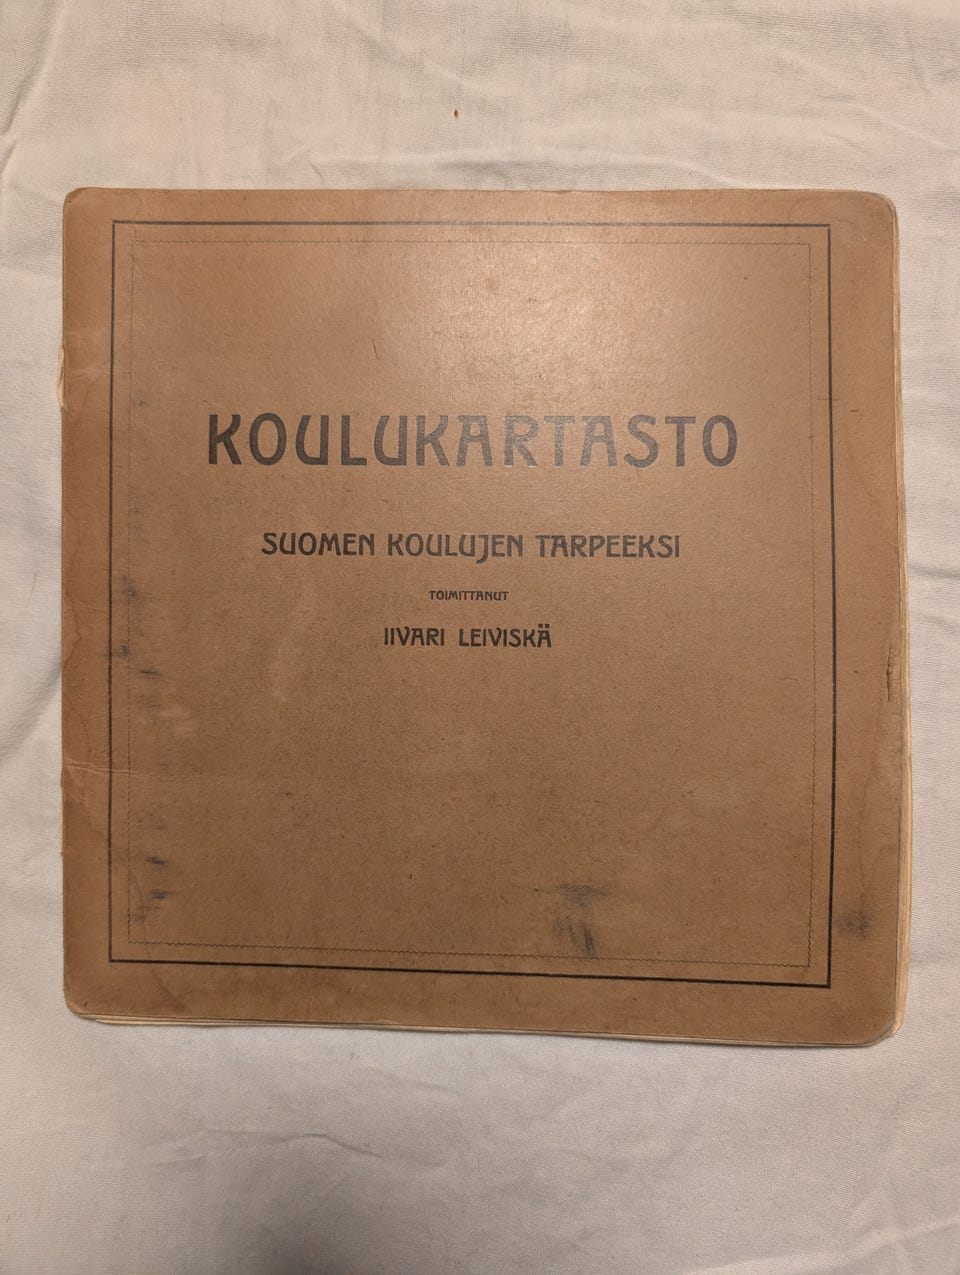 KOULUKARTASTO
SUOMEN KOULUJEN TARPEEKSI
TOIMITTANUT
IIVARI LEIVISKÄ